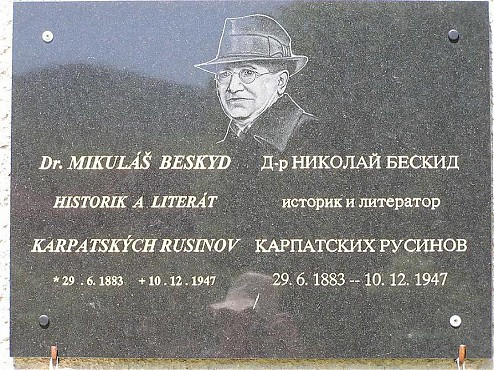 Dr. MIKULÁŠ BESKYD
HISTORIK A LITERÁT
KARPATSKÝCH RUSINOV
* 29 . 6. 1883 + 10 . 12 . 1947
Д-р НИКОЛАЙ БЕСКИД
историк и литератор
КАРПАТСКИХ РУСИНОВ
29. 6. 1883 -- 10. 12. 1947